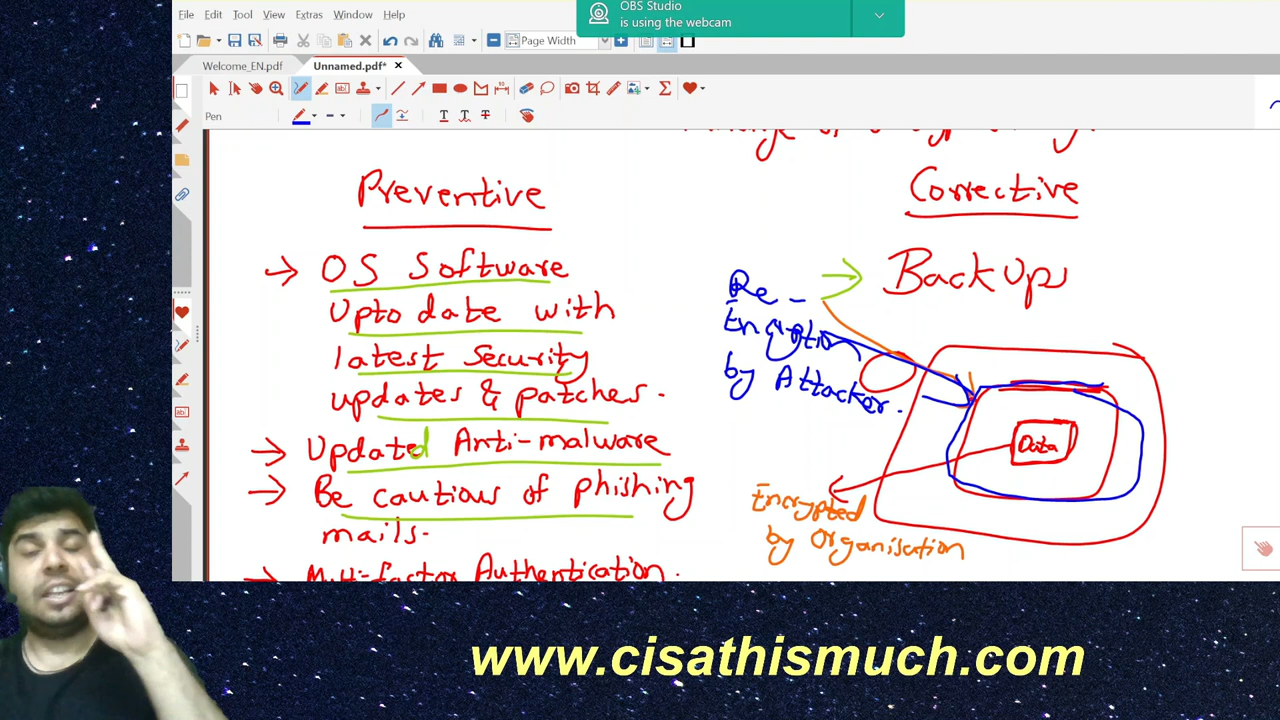 OBS Studio
is using the webcam
File Edit Tool View Extras Window Help
Page Width
Welcome_EN.pdf Unnamed.pdf*
Pen
Preventive
→ OS Software
Upto date with
latest Security
updates & patches.
→ Updated Anti-malware
→ Be cautious of phishing
mails.
→ Multi-factor Authentication.
Corrective
Backups
Re-
Encryption
by Attacker.
Data
Encrypted
by Organisation
www.cisathismuch.com